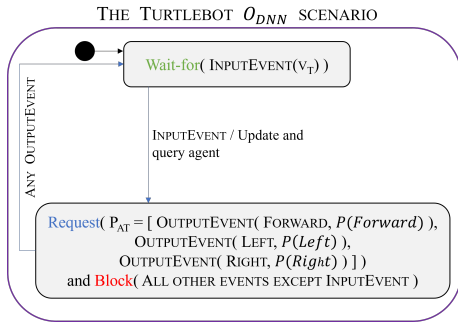 THE TURTLEBOT O_DNN SCENARIO
Wait-for( INPUTEVENT(V_T) )
ANY OUTPUTEVENT
INPUTEVENT / Update and
query agent
Request( P_AT = [ OUTPUTEVENT( FORWARD, P(Forward) ),
OUTPUTEVENT( LEFT, P(Left) ),
OUTPUTEVENT( RIGHT, P(Right) ) ] )
and Block( ALL OTHER EVENTS EXCEPT INPUTEVENT )